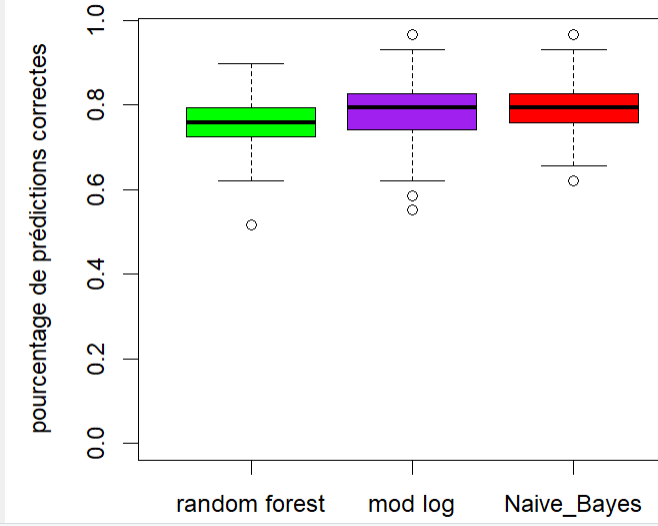 pourcentage de prédictions correctes
1.0
0.8
0.6
0.4
0.2
0.0
random forest
mod log
Naive_Bayes